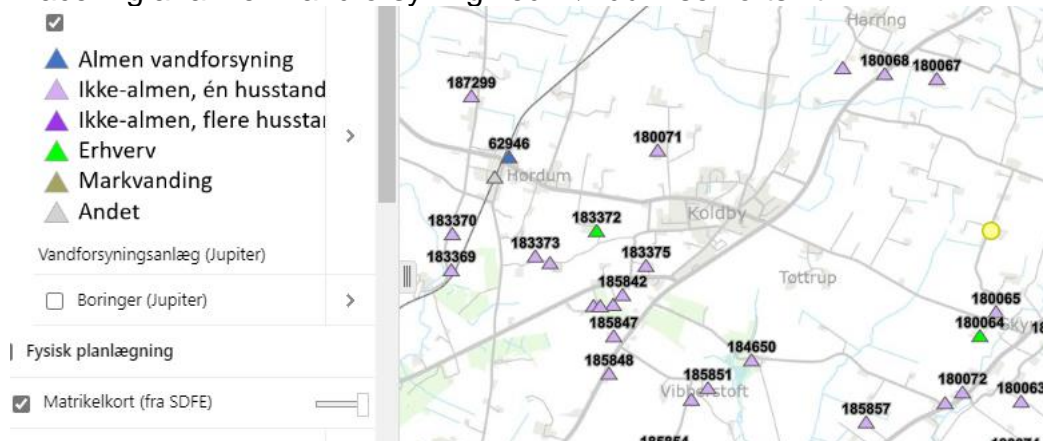 Almen vandforsyning
Ikke-almen, én husstand
Ikke-almen, flere
Erhverv
Markvanding
Andet
Vandforsyningsanlæg (Jupiter)
Boringer (Jupiter)
Fysisk planlægning
Matrikelkort (fra SDFE)
Harring
180068 180067
187299
62946
180071
Hørdum
Koldby
183370
183372
183373
183369
183375
Tøttrup
185842
180065
180064
185847
184650
185848
185851
180072
180063
185857